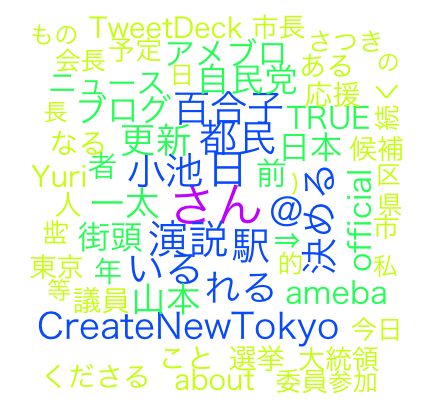 もの TweetDeck 市長
会長 予定 アメブロ さつき
ニュース 日 自民党 ある の
長 ブログ 百合子 応援 く
なる 更新 都民 TRUE 続
Yuri 者 小池 日 前 日本 候補
人 一太 さん @ ) 決める 区
出 街頭 演説 駅 ⇒ official 県
東京 年 いる れる 的 市
等 議員 山本 ameba 私
CreateNewTokyo 今日
こと 選挙 大統領
くださる about 委員 参加